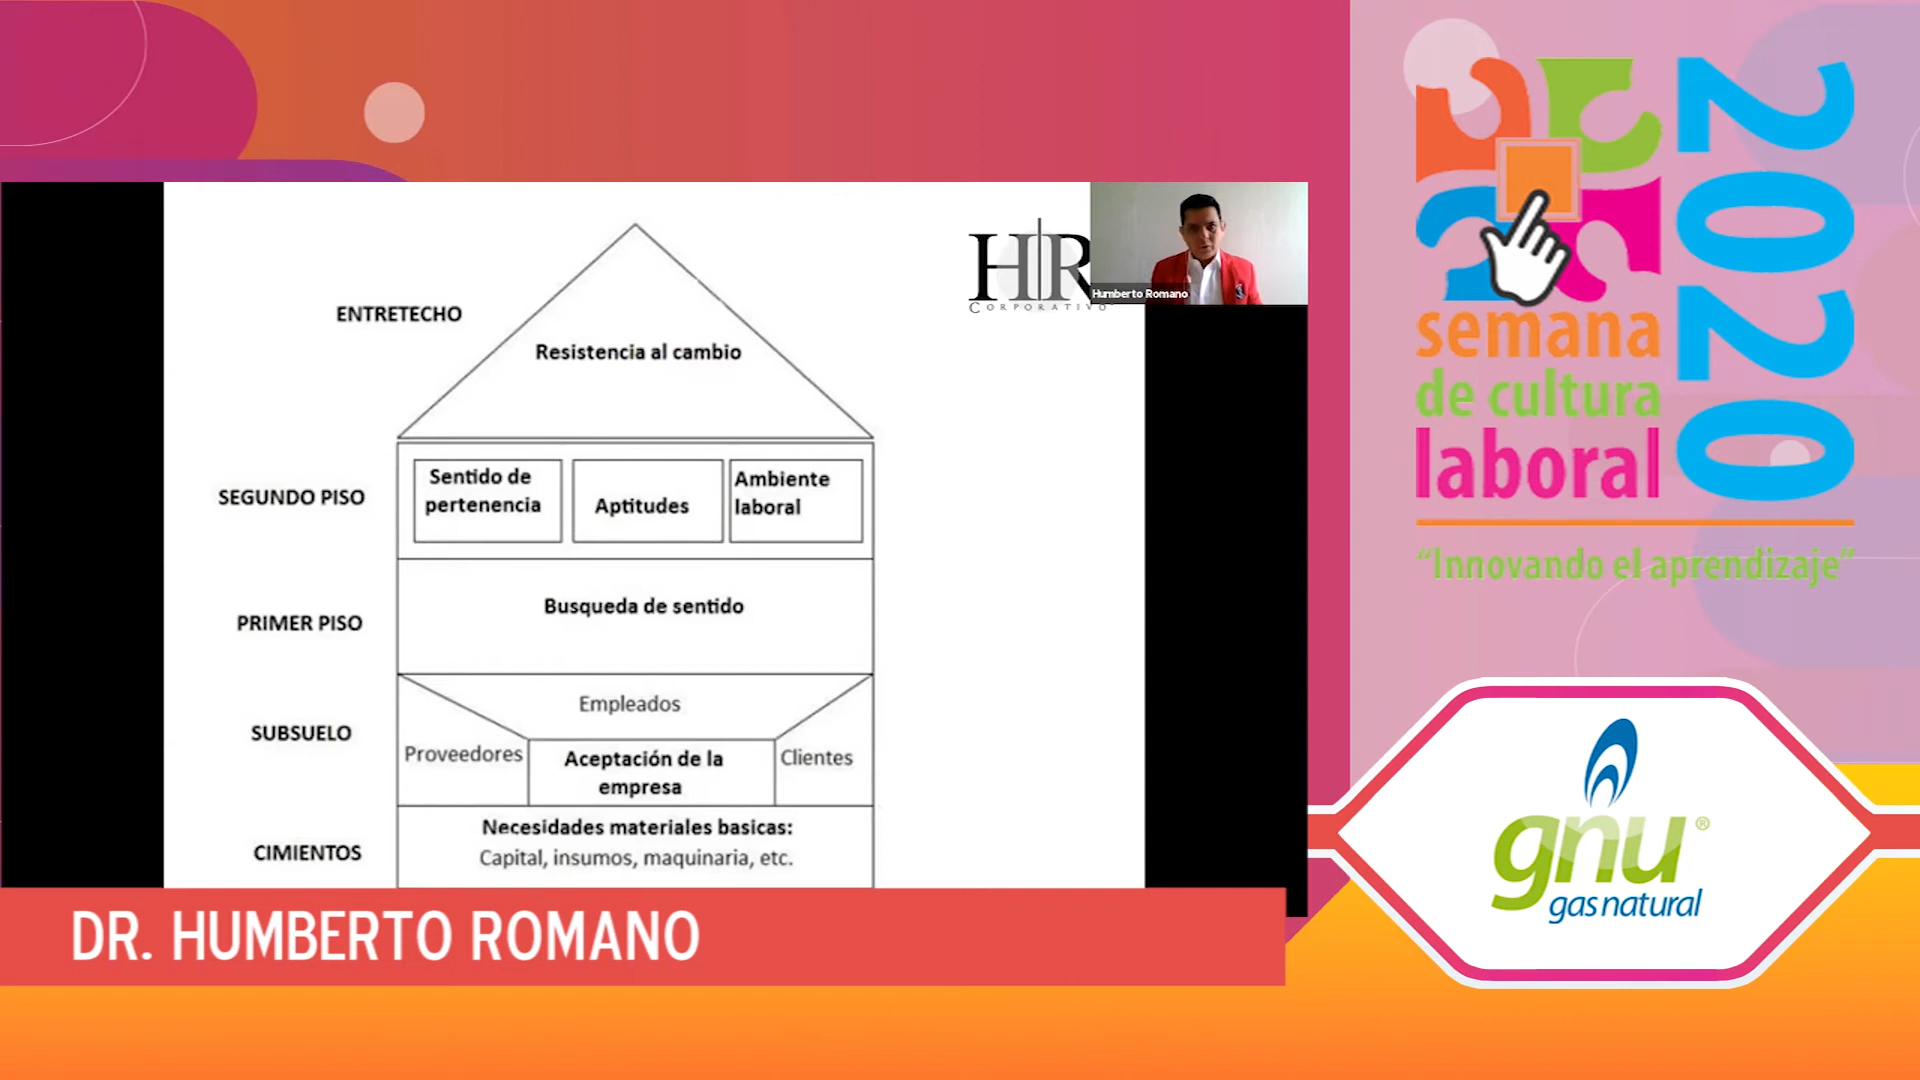 ENTRETECHO
Resistencia al cambio
SEGUNDO PISO
Sentido de
pertenencia
Aptitudes
Ambiente
laboral
PRIMER PISO
Busqueda de sentido
SUBSUELO
Empleados
Proveedores
Aceptación de la
empresa
Clientes
CIMIENTOS
Necesidades materiales basicas:
Capital, insumos, maquinaria, etc.
HR
CORPORATIVO
Humberto Romano
DR. HUMBERTO ROMANO
semana
de cultura
laboral
2020
“Innovando el aprendizaje”
gnu®
gas natural